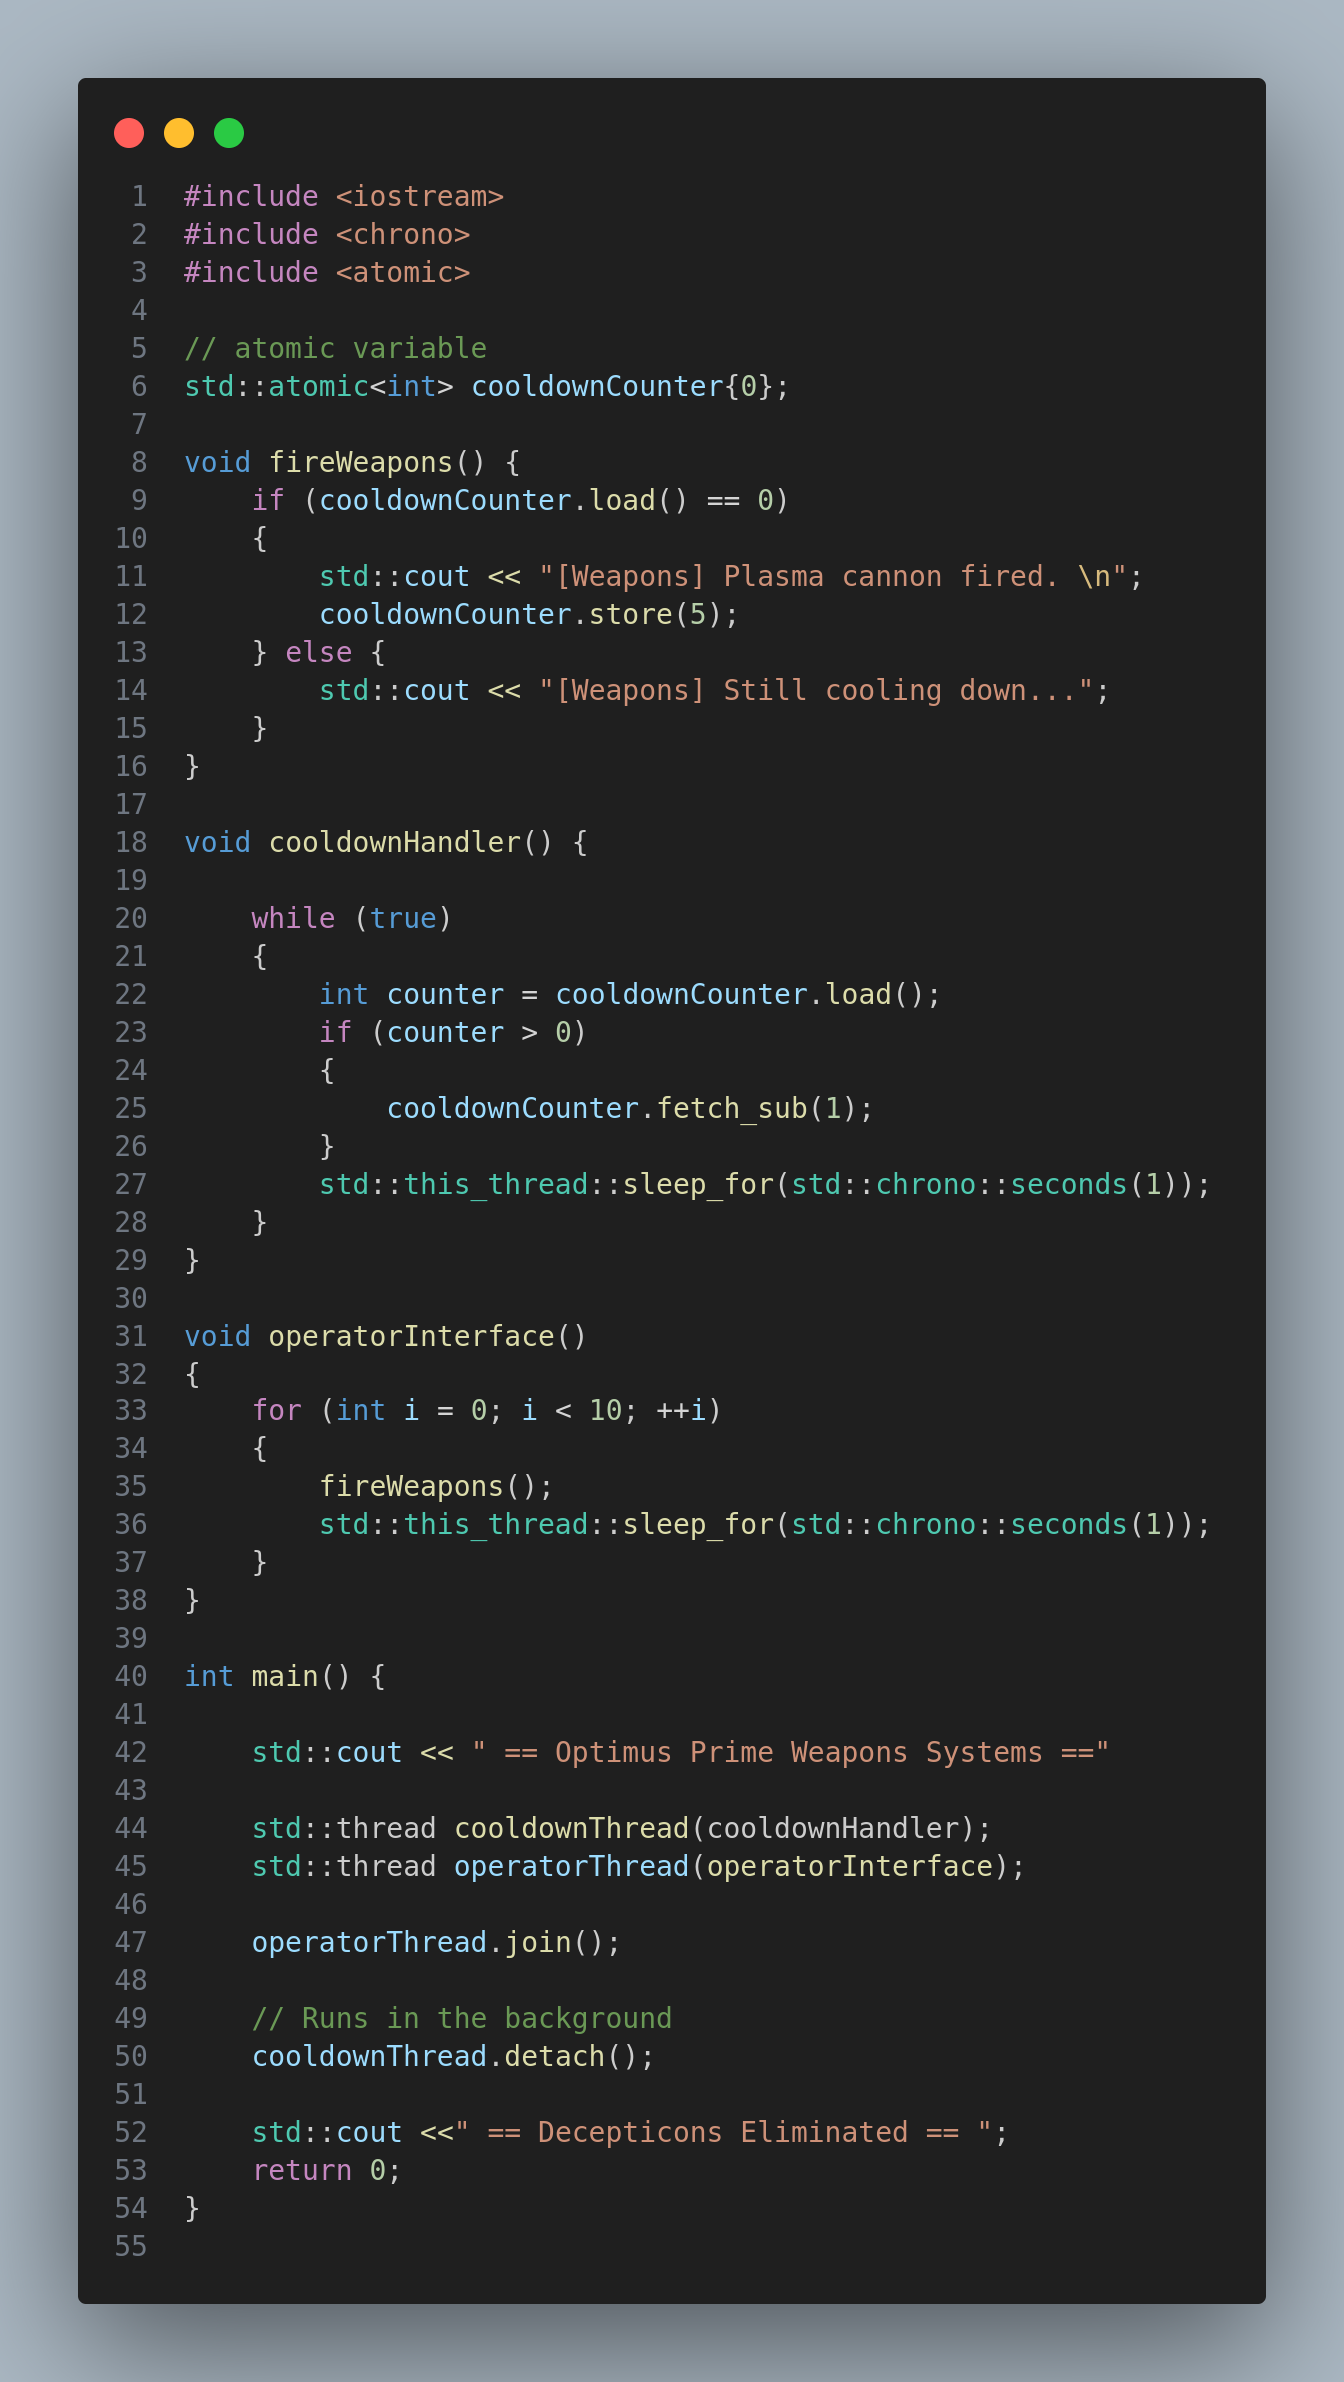 1 #include <iostream>
2 #include <chrono>
3 #include <atomic>
4
5 // atomic variable
6 std::atomic<int> cooldownCounter{0};
7
8 void fireWeapons() {
9     if (cooldownCounter.load() == 0)
10     {
11         std::cout << "[Weapons] Plasma cannon fired. \n";
12         cooldownCounter.store(5);
13     } else {
14         std::cout << "[Weapons] Still cooling down...";
15     }
16 }
17
18 void cooldownHandler() {
19
20     while (true)
21     {
22         int counter = cooldownCounter.load();
23         if (counter > 0)
24         {
25             cooldownCounter.fetch_sub(1);
26         }
27         std::this_thread::sleep_for(std::chrono::seconds(1));
28     }
29 }
30
31 void operatorInterface()
32 {
33     for (int i = 0; i < 10; ++i)
34     {
35         fireWeapons();
36         std::this_thread::sleep_for(std::chrono::seconds(1));
37     }
38 }
39
40 int main() {
41
42     std::cout << " == Optimus Prime Weapons Systems =="
43
44     std::thread cooldownThread(cooldownHandler);
45     std::thread operatorThread(operatorInterface);
46
47     operatorThread.join();
48
49     // Runs in the background
50     cooldownThread.detach();
51
52     std::cout <<" == Decepticons Eliminated == ";
53     return 0;
54 }
55